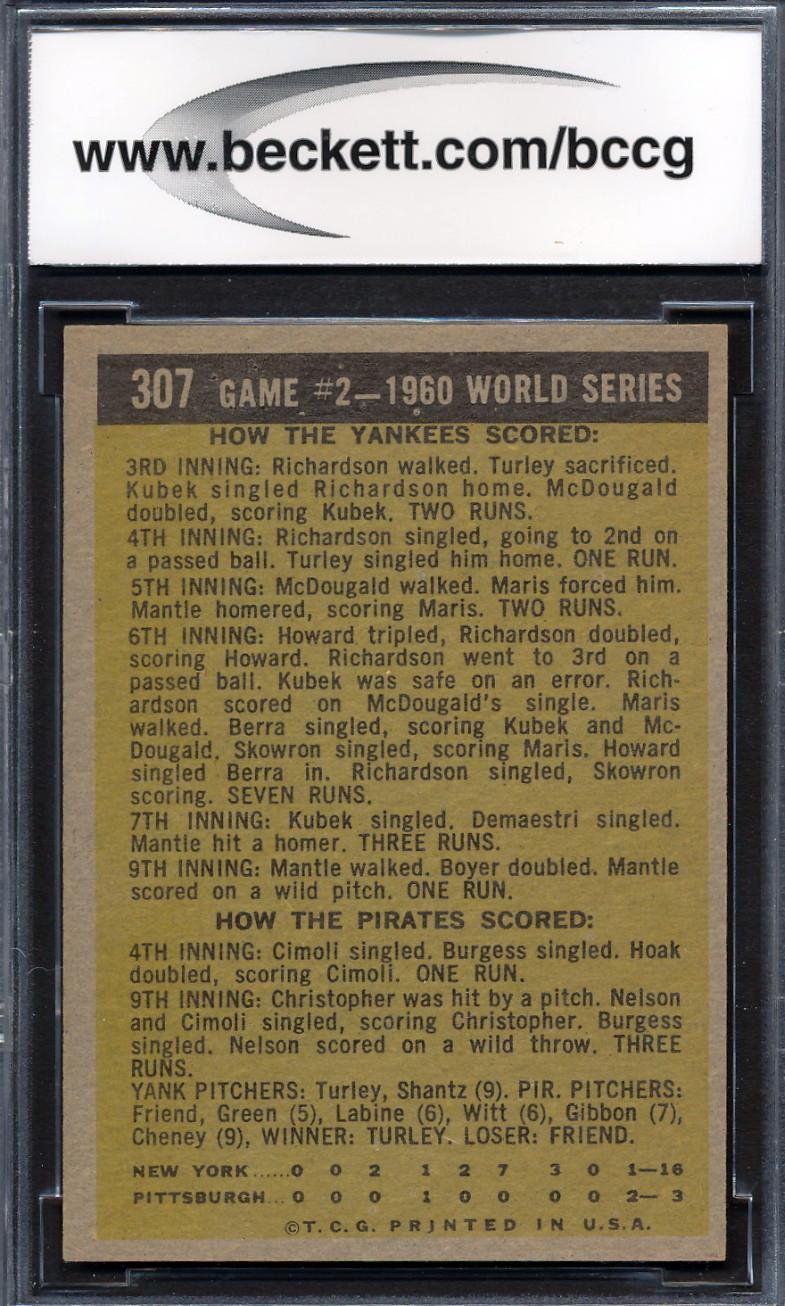 www.beckett.com/bccg
307 GAME #2—1960 WORLD SERIES
HOW THE YANKEES SCORED:
3RD INNING: Richardson walked. Turley sacrificed.
Kubek singled Richardson home. McDougald
doubled, scoring Kubek. TWO RUNS.
4TH INNING: Richardson singled, going to 2nd on
a passed ball. Turley singled him home. ONE RUN.
5TH INNING: McDougald walked. Maris forced him.
Mantle homered, scoring Maris. TWO RUNS.
6TH INNING: Howard tripled, Richardson doubled,
scoring Howard. Richardson went to 3rd on a
passed ball. Kubek was safe on an error. Rich-
ardson scored on McDougald's single. Maris
walked. Berra singled, scoring Kubek and Mc-
Dougald. Skowron singled, scoring Maris. Howard
singled Berra in. Richardson singled, Skowron
scoring. SEVEN RUNS.
7TH INNING: Kubek singled. Demaestri singled.
Mantle hit a homer. THREE RUNS.
9TH INNING: Mantle walked. Boyer doubled. Mantle
scored on a wild pitch. ONE RUN.
HOW THE PIRATES SCORED:
4TH INNING: Cimoli singled. Burgess singled. Hoak
doubled, scoring Cimoli. ONE RUN.
9TH INNING: Christopher was hit by a pitch. Nelson
and Cimoli singled, scoring Christopher. Burgess
singled. Nelson scored on a wild throw. THREE
RUNS.
YANK PITCHERS: Turley, Shantz (9). PIR. PITCHERS:
Friend, Green (5), Labine (6), Witt (6), Gibbon (7),
Cheney (9). WINNER: TURLEY. LOSER: FRIEND.
NEW YORK......0 0 2 1 2 7 3 0 1—16
PITTSBURGH...0 0 0 1 0 0 0 0 2— 3
©T. C. G. PRINTED IN U.S.A.